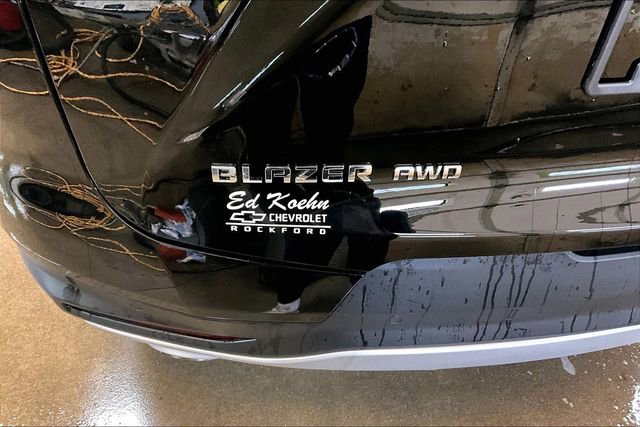 BLAZER AWD
Ed Koehn
CHEVROLET
ROCKFORD